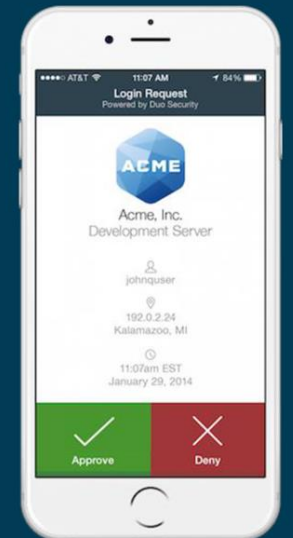 AT&T 11:07 AM 84%
Login Request
Powered by Duo Security
ACME
Acme, Inc.
Development Server
johnquser
192.0.2.24
Kalamazoo, MI
11:07am EST
January 29, 2014
Approve Deny